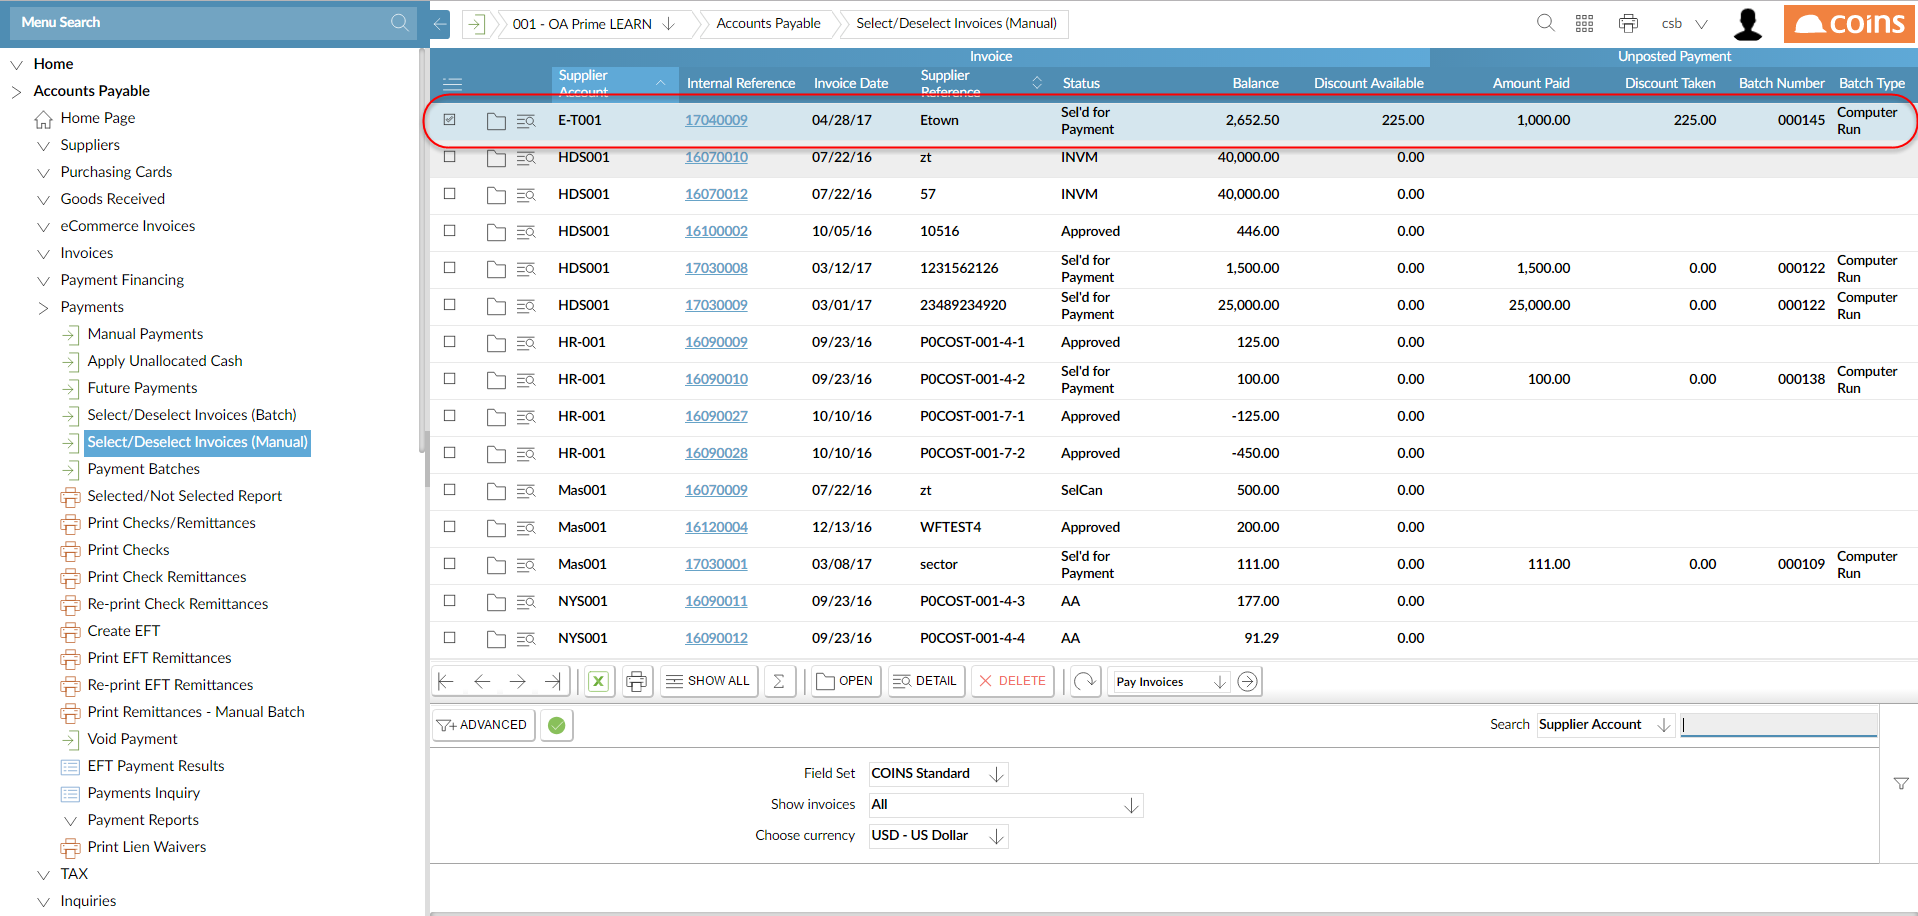 Menu Search
001 - OA Prime LEARN
Accounts Payable
Select/Deselect Invoices (Manual)
csb
coins
Home
Accounts Payable
Home Page
Suppliers
Purchasing Cards
Goods Received
eCommerce Invoices
Invoices
Payment Financing
Payments
Manual Payments
Apply Unallocated Cash
Future Payments
Select/Deselect Invoices (Batch)
Select/Deselect Invoices (Manual)
Payment Batches
Selected/Not Selected Report
Print Checks/Remittances
Print Checks
Print Check Remittances
Re-print Check Remittances
Create EFT
Print EFT Remittances
Re-print EFT Remittances
Print Remittances - Manual Batch
Void Payment
EFT Payment Results
Payments Inquiry
Payment Reports
Print Lien Waivers
TAX
Inquiries
Invoice Unposted Payment
Supplier Account Internal Reference Invoice Date Supplier Reference Status Balance Discount Available Amount Paid Discount Taken Batch Number Batch Type
E-T001 17040009 04/28/17 Etown Sel'd for Payment 2,652.50 225.00 1,000.00 225.00 000145 Computer Run
HDS001 16070010 07/22/16 zt INVM 40,000.00 0.00
HDS001 16070012 07/22/16 57 INVM 40,000.00 0.00
HDS001 16100002 10/05/16 10516 Approved 446.00 0.00
HDS001 17030008 03/12/17 1231562126 Sel'd for Payment 1,500.00 0.00 1,500.00 0.00 000122 Computer Run
HDS001 17030009 03/01/17 23489234920 Sel'd for Payment 25,000.00 0.00 25,000.00 0.00 000122 Computer Run
HR-001 16090009 09/23/16 P0COST-001-4-1 Approved 125.00 0.00
HR-001 16090010 09/23/16 P0COST-001-4-2 Sel'd for Payment 100.00 0.00 100.00 0.00 000138 Computer Run
HR-001 16090027 10/10/16 P0COST-001-7-1 Approved -125.00 0.00
HR-001 16090028 10/10/16 P0COST-001-7-2 Approved -450.00 0.00
Mas001 16070009 07/22/16 zt SelCan 500.00 0.00
Mas001 16120004 12/13/16 WFTEST4 Approved 200.00 0.00
Mas001 17030001 03/08/17 sector Sel'd for Payment 111.00 0.00 111.00 0.00 000109 Computer Run
NYS001 16090011 09/23/16 P0COST-001-4-3 AA 177.00 0.00
NYS001 16090012 09/23/16 P0COST-001-4-4 AA 91.29 0.00
SHOW ALL Σ OPEN DETAIL DELETE Pay Invoices
ADVANCED Search Supplier Account
Field Set COINS Standard
Show invoices All
Choose currency USD - US Dollar